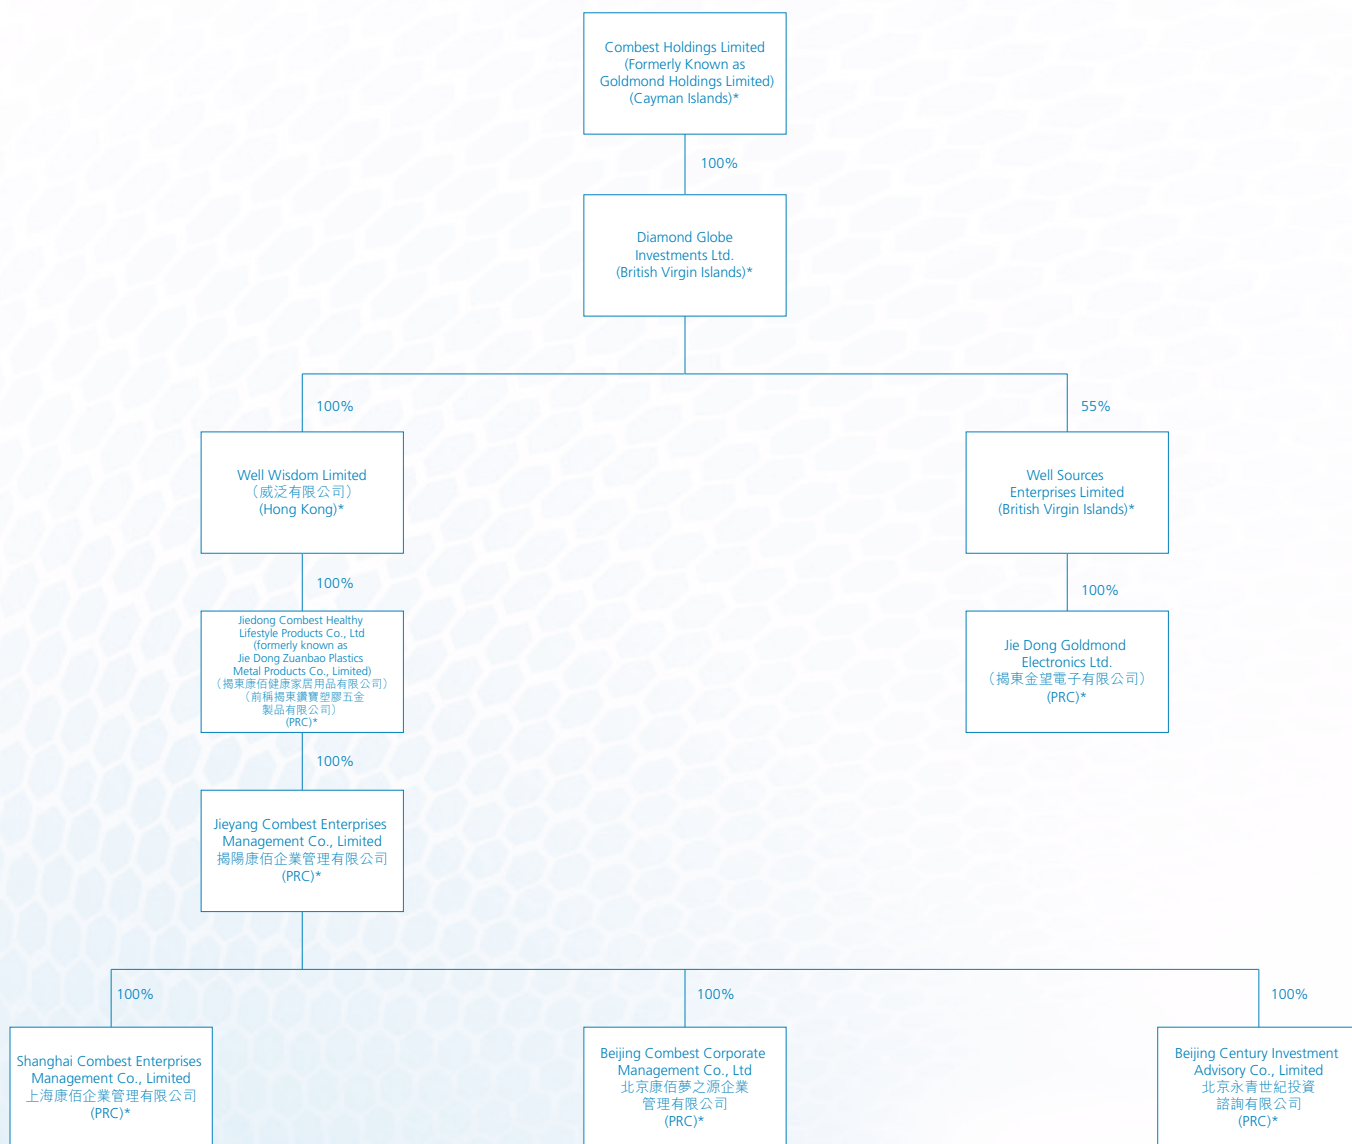 Combest Holdings Limited
(Formerly Known as
Goldmond Holdings Limited)
(Cayman Islands)*
100%
Diamond Globe
Investments Ltd.
(British Virgin Islands)*
100%
55%
Well Wisdom Limited
（威泛有限公司）
(Hong Kong)*
Well Sources
Enterprises Limited
(British Virgin Islands)*
100%
100%
Jiedong Combest Healthy
Lifestyle Products Co., Ltd
(formerly known as
Jie Dong Zuanbao Plastics
Metal Products Co., Limited)
（揭東康佰健康家居用品有限公司）
（前稱揭東鑽寶塑膠五金
製品有限公司）
(PRC)*
Jie Dong Goldmond
Electronics Ltd.
（揭東金望電子有限公司）
(PRC)*
100%
Jieyang Combest Enterprises
Management Co., Limited
揭陽康佰企業管理有限公司
(PRC)*
100%
100%
100%
Shanghai Combest Enterprises
Management Co., Limited
上海康佰企業管理有限公司
(PRC)*
Beijing Combest Corporate
Management Co., Ltd
北京康佰夢之源企業
管理有限公司
(PRC)*
Beijing Century Investment
Advisory Co., Limited
北京永青世紀投資
諮詢有限公司
(PRC)*